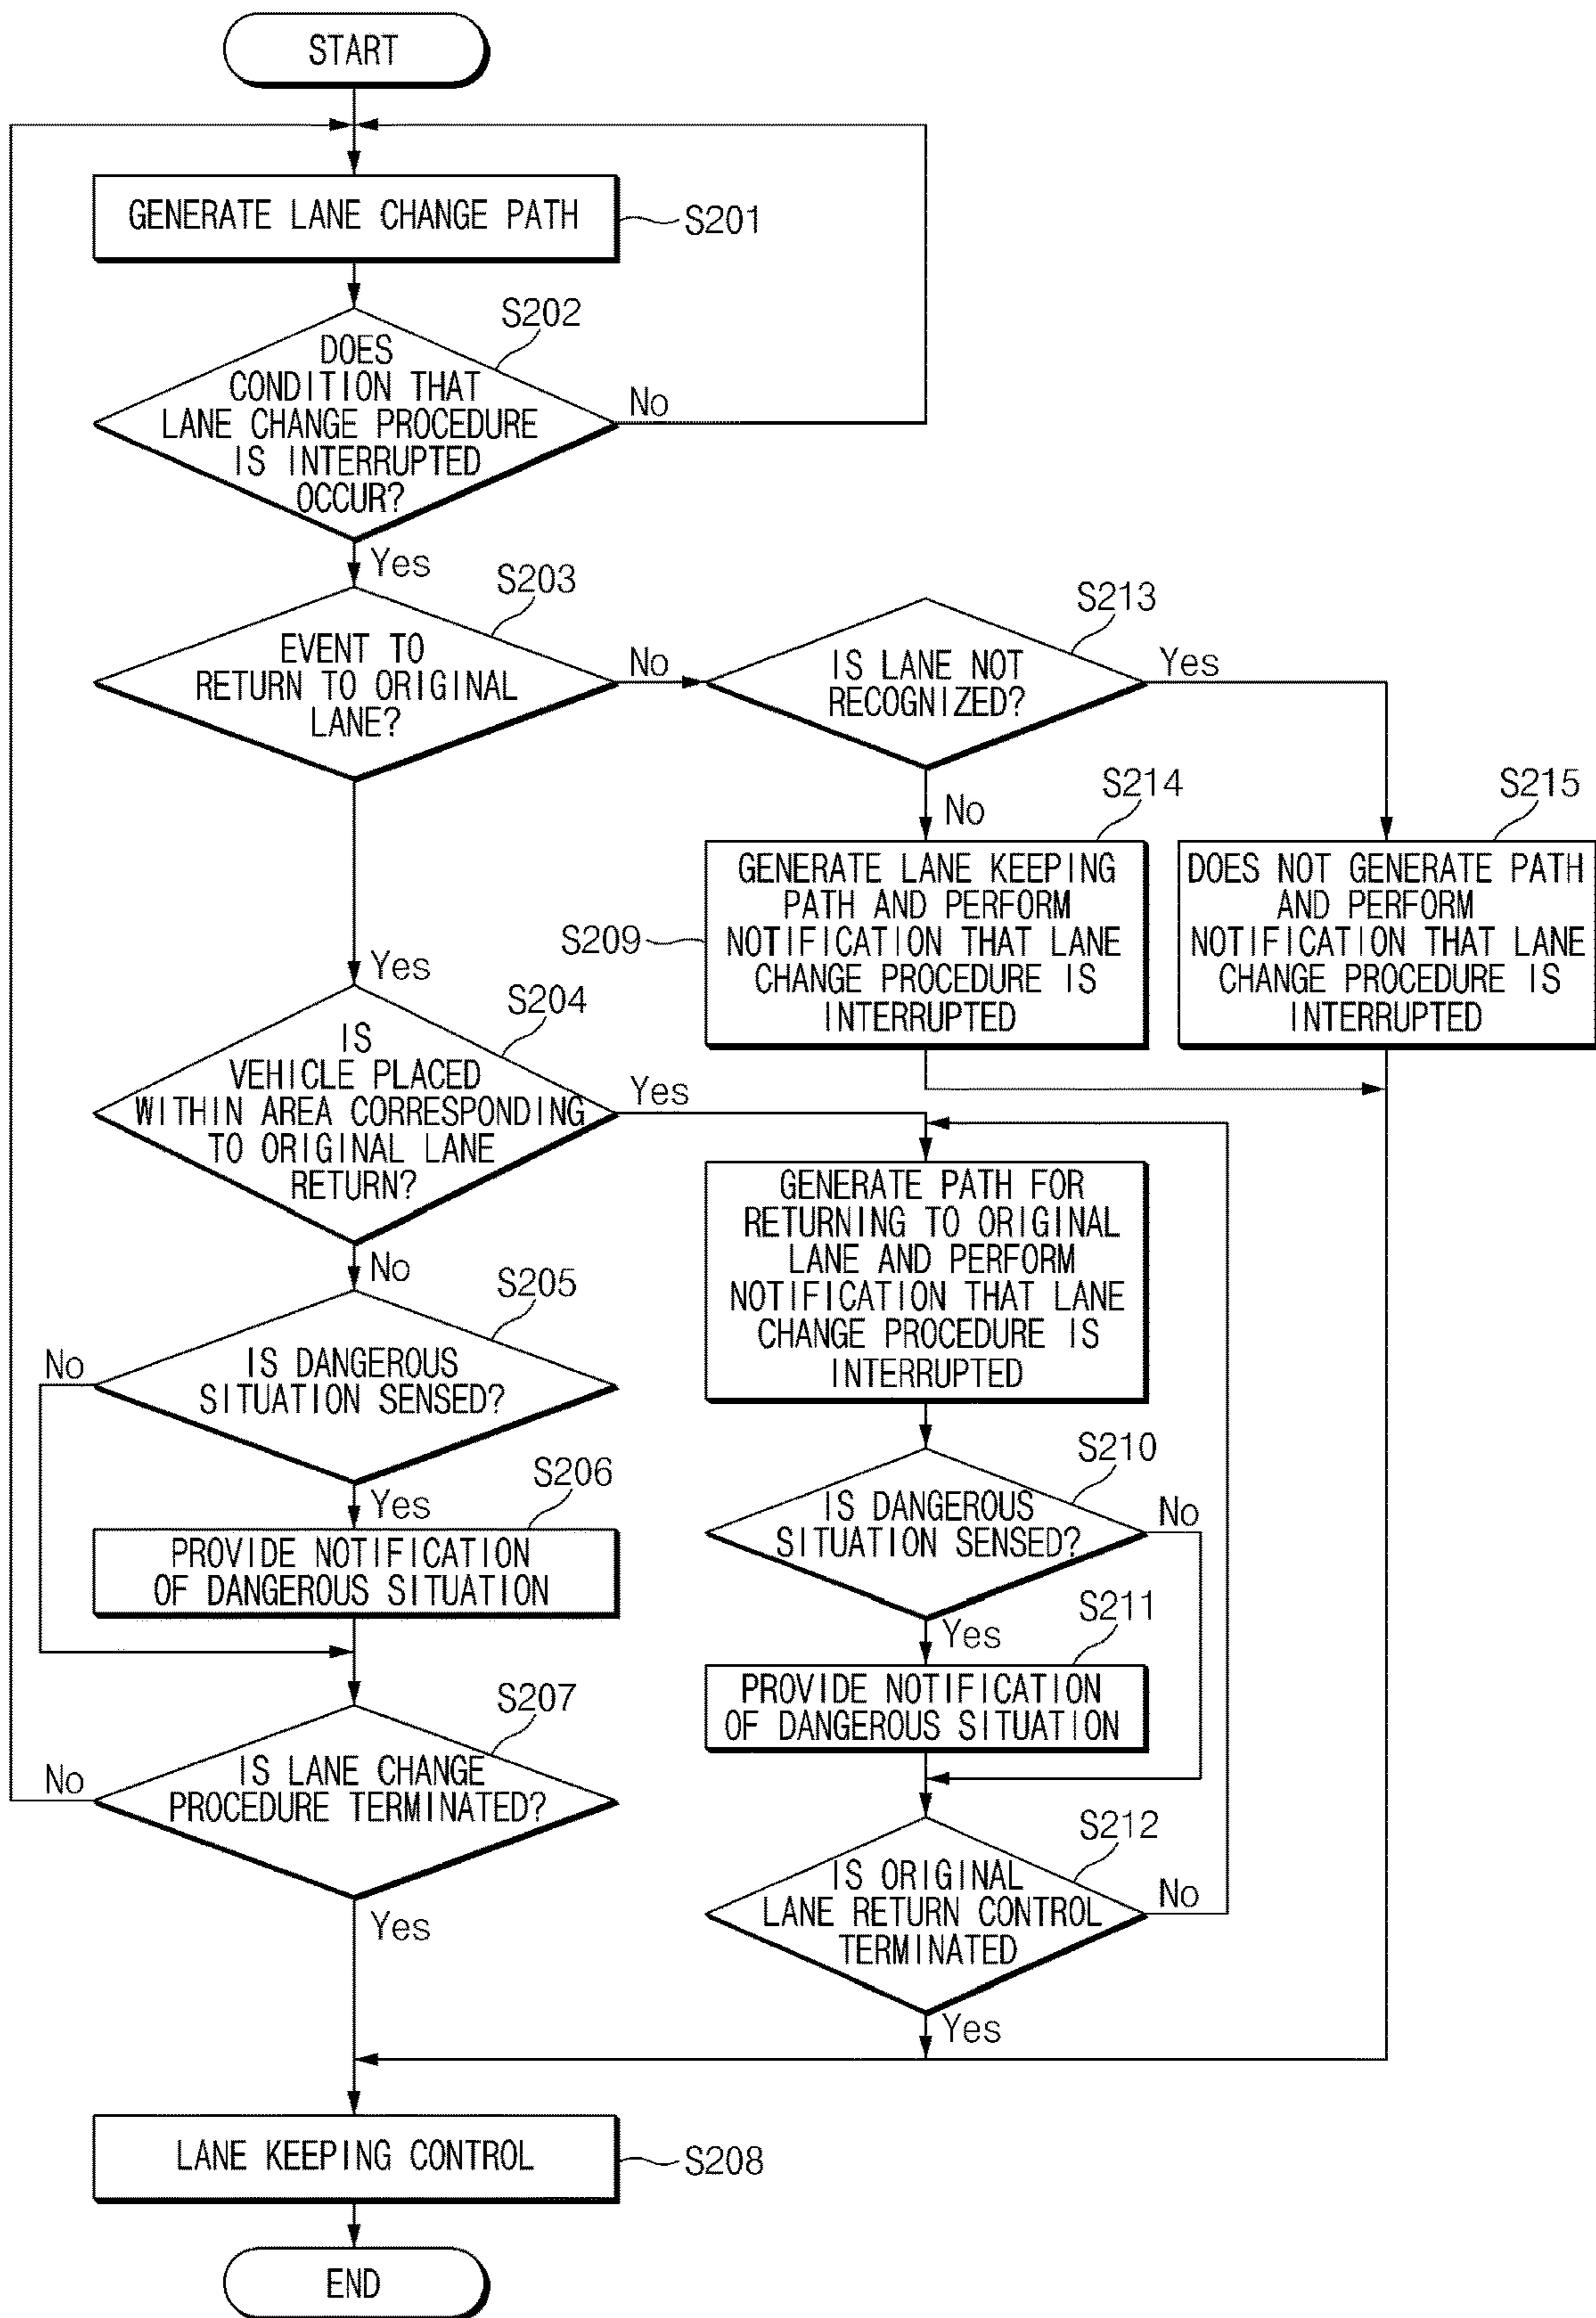 START
GENERATE LANE CHANGE PATH
S201
S202
DOES
CONDITION THAT
LANE CHANGE PROCEDURE
IS INTERRUPTED
OCCUR?
No
Yes
S203
EVENT TO
RETURN TO ORIGINAL
LANE?
No
S213
IS LANE NOT
RECOGNIZED?
Yes
No
S214
GENERATE LANE KEEPING
PATH AND PERFORM
NOTIFICATION THAT LANE
CHANGE PROCEDURE IS
INTERRUPTED
S209
S215
DOES NOT GENERATE PATH
AND PERFORM
NOTIFICATION THAT LANE
CHANGE PROCEDURE IS
INTERRUPTED
Yes
S204
IS
VEHICLE PLACED
WITHIN AREA CORRESPONDING
TO ORIGINAL LANE
RETURN?
Yes
No
GENERATE PATH FOR
RETURNING TO ORIGINAL
LANE AND PERFORM
NOTIFICATION THAT LANE
CHANGE PROCEDURE IS
INTERRUPTED
S205
IS DANGEROUS
SITUATION SENSED?
No
Yes
S206
PROVIDE NOTIFICATION
OF DANGEROUS SITUATION
S210
IS DANGEROUS
SITUATION SENSED?
No
Yes
S211
PROVIDE NOTIFICATION
OF DANGEROUS SITUATION
S207
IS LANE CHANGE
PROCEDURE TERMINATED?
No
Yes
S212
IS ORIGINAL
LANE RETURN CONTROL
TERMINATED
No
Yes
LANE KEEPING CONTROL
S208
END